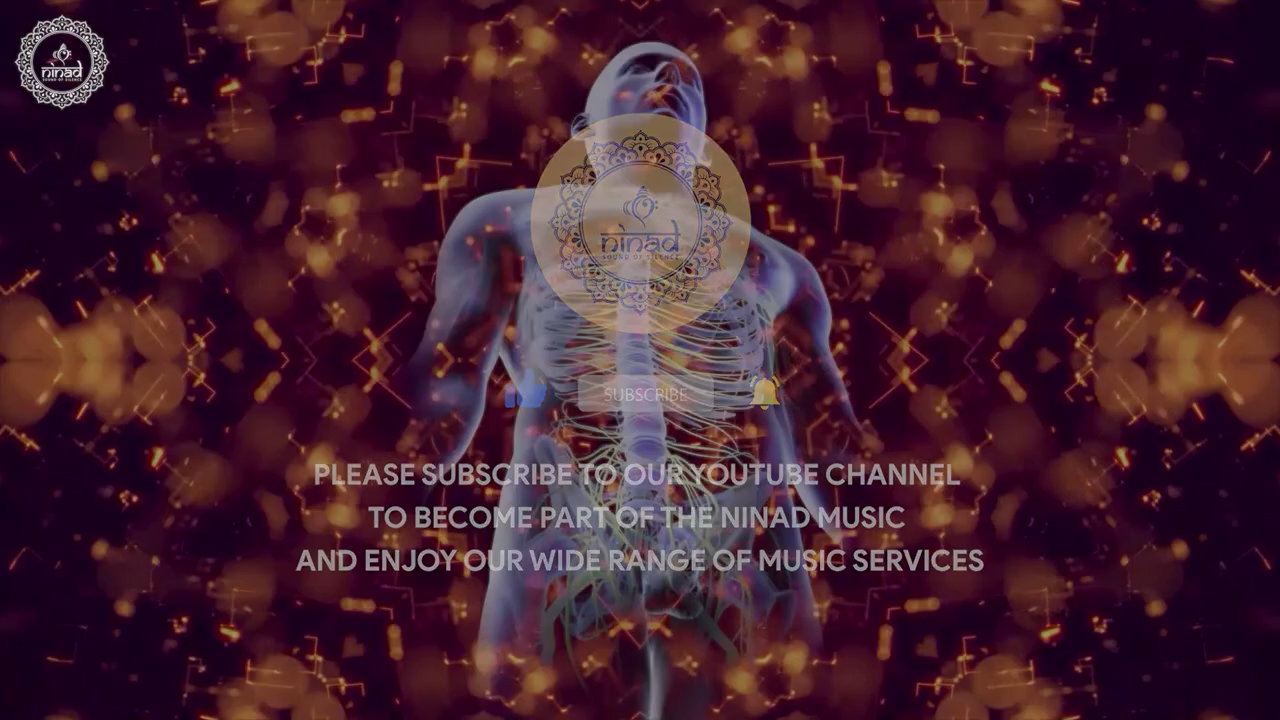 ninad
SOUND OF SILENCE
ninad
SOUND OF SILENCE
SUBSCRIBE
PLEASE SUBSCRIBE TO OUR YOUTUBE CHANNEL
TO BECOME PART OF THE NINAD MUSIC
AND ENJOY OUR WIDE RANGE OF MUSIC SERVICES